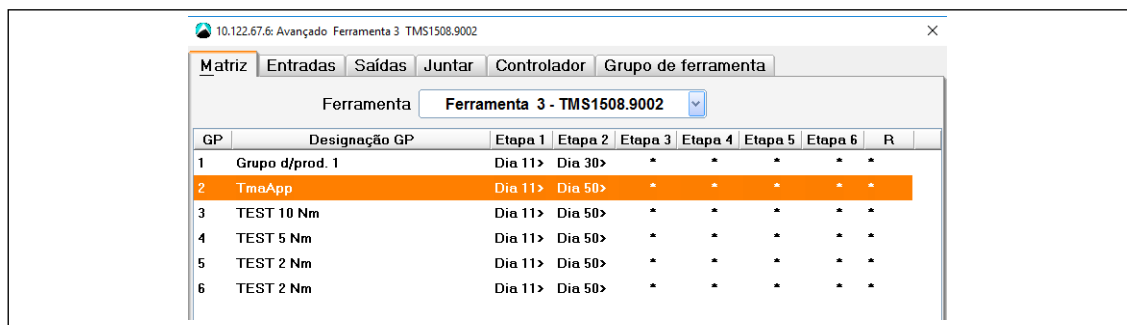 10.122.67.6: Avançado Ferramenta 3 TMS1508.9002
Matriz Entradas Saídas Juntar Controlador Grupo de ferramenta
Ferramenta Ferramenta 3 - TMS1508.9002
GP Designação GP Etapa 1 Etapa 2 Etapa 3 Etapa 4 Etapa 5 Etapa 6 R
1 Grupo d/prod. 1 Dia 11> Dia 30> * * * * *
2 TmaApp Dia 11> Dia 50> * * * * *
3 TEST 10 Nm Dia 11> Dia 50> * * * * *
4 TEST 5 Nm Dia 11> Dia 50> * * * * *
5 TEST 2 Nm Dia 11> Dia 50> * * * * *
6 TEST 2 Nm Dia 11> Dia 50> * * * * *